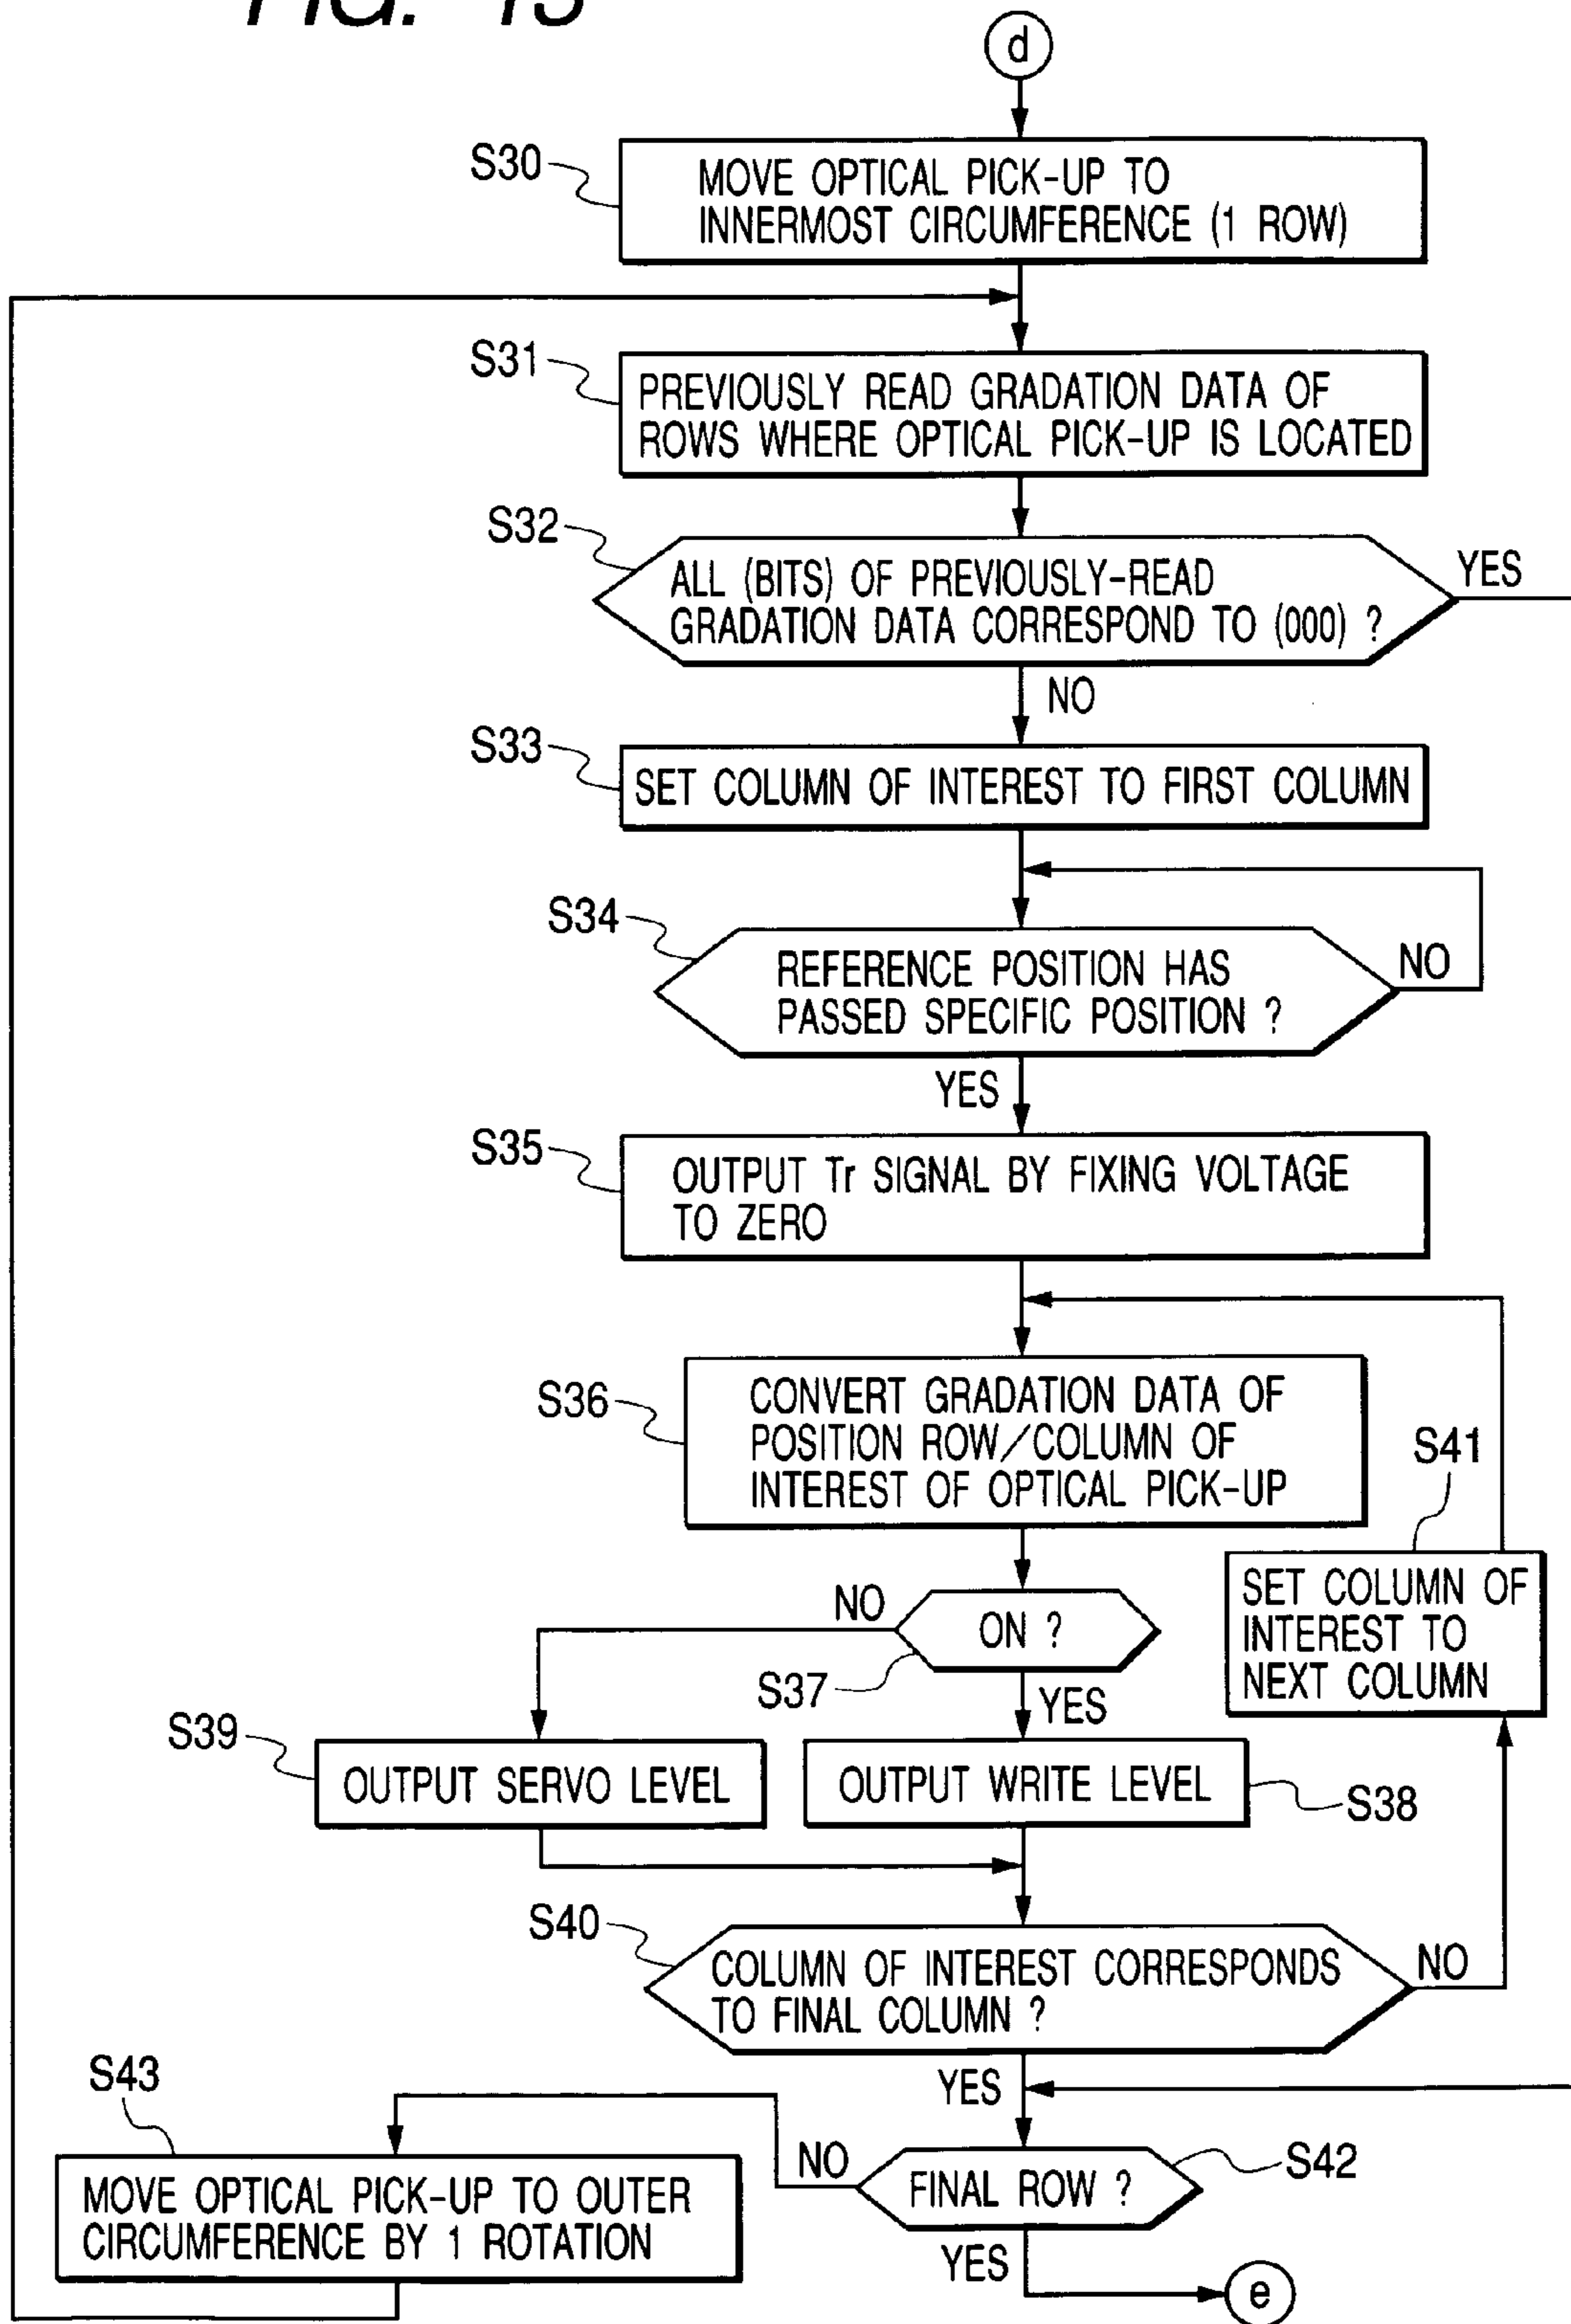 FIG. 15
d
S30
MOVE OPTICAL PICK-UP TO
INNERMOST CIRCUMFERENCE (1 ROW)
S31
PREVIOUSLY READ GRADATION DATA OF
ROWS WHERE OPTICAL PICK-UP IS LOCATED
S32
ALL (BITS) OF PREVIOUSLY-READ
GRADATION DATA CORRESPOND TO (000) ?
YES
NO
S33
SET COLUMN OF INTEREST TO FIRST COLUMN
S34
REFERENCE POSITION HAS
PASSED SPECIFIC POSITION ?
NO
YES
S35
OUTPUT Tr SIGNAL BY FIXING VOLTAGE
TO ZERO
S36
CONVERT GRADATION DATA OF
POSITION ROW/COLUMN OF
INTEREST OF OPTICAL PICK-UP
S41
SET COLUMN OF
INTEREST TO
NEXT COLUMN
NO
ON ?
S37
YES
S39
OUTPUT SERVO LEVEL
OUTPUT WRITE LEVEL
S38
S40
COLUMN OF INTEREST CORRESPONDS
TO FINAL COLUMN ?
NO
YES
S43
MOVE OPTICAL PICK-UP TO OUTER
CIRCUMFERENCE BY 1 ROTATION
NO
FINAL ROW ?
S42
YES
e